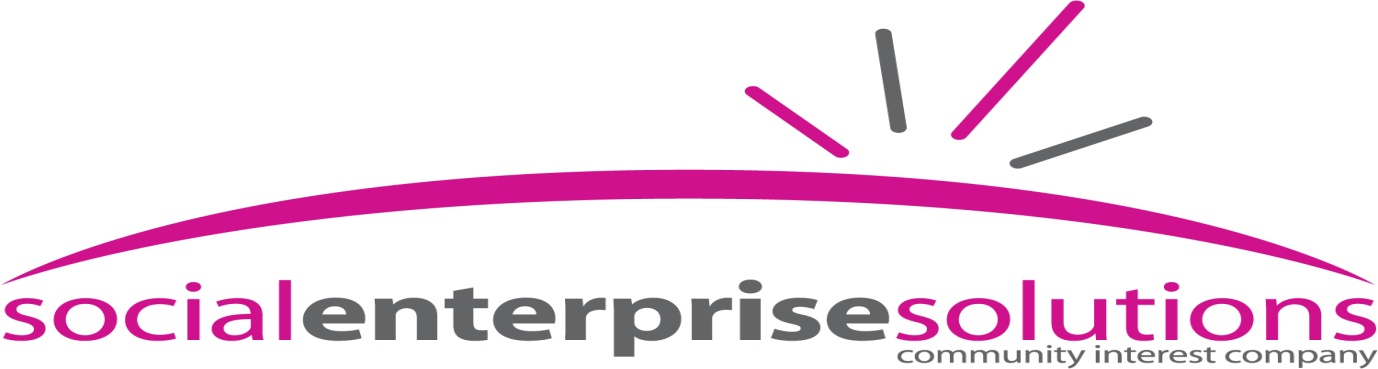 socialenterprisesolutions
community interest company